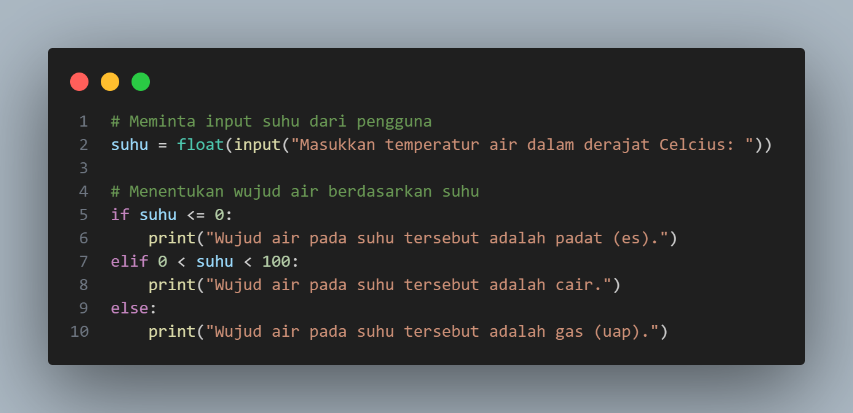 1 # Meminta input suhu dari pengguna
2 suhu = float(input("Masukkan temperatur air dalam derajat Celcius: "))
3
4 # Menentukan wujud air berdasarkan suhu
5 if suhu <= 0:
6     print("Wujud air pada suhu tersebut adalah padat (es).")
7 elif 0 < suhu < 100:
8     print("Wujud air pada suhu tersebut adalah cair.")
9 else:
10     print("Wujud air pada suhu tersebut adalah gas (uap).")